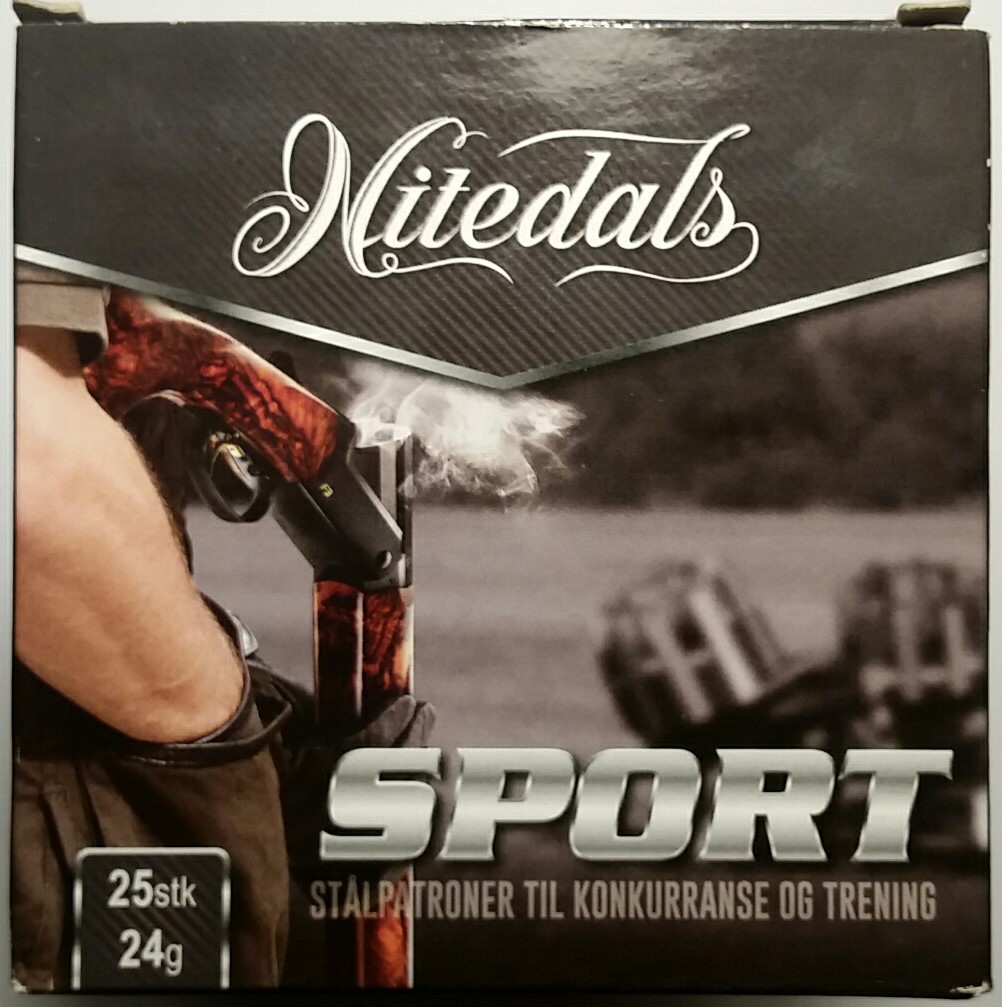 Nitedals
SPORT
STÅLPATRONER TIL KONKURRANSE OG TRENING
25stk
24g